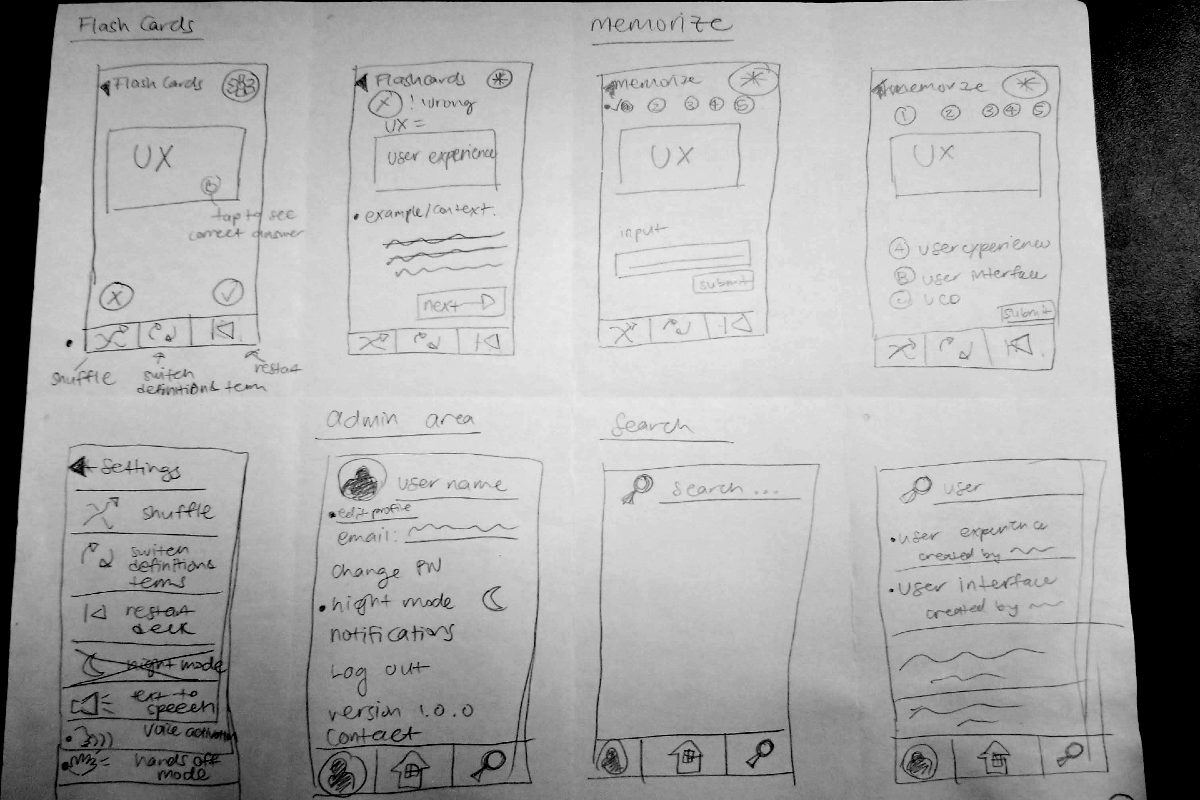 Flash Cards
memorize
Flash Cards
UX
B
tap to see
correct answer
X
✓
shuffle
switch
definitions term
restart
Flashcards
X ! wrong
UX =
user experience
• example/context.
next
memorize
② ③ ④ ⑤
UX
input
submit
memorize
① ② ③ ④ ⑤
UX
Ⓐ user experience
Ⓑ user interface
Ⓒ UCD
submit
Settings
shuffle
switch
definitions
terms
restart
deck
night mode
text to
speech
• voice activation
• hands off
mode
admin area
user name
• edit profile
email:
change PW
• night mode
notifications
Log out
version 1.0.0
contact
Search
Search ...
user
• user experience
created by
• user interface
created by